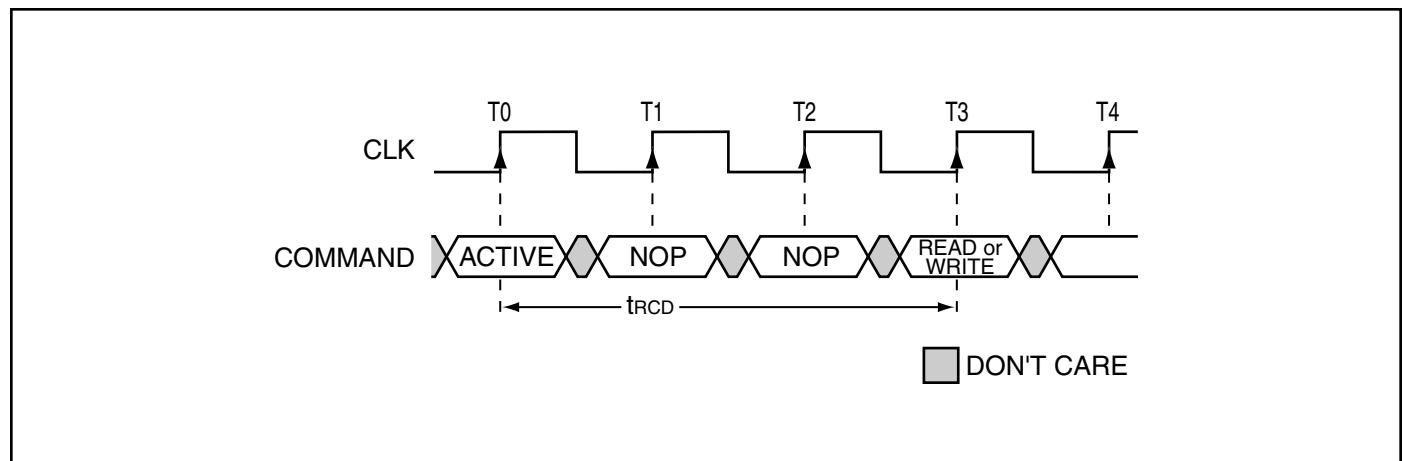 T0 T1 T2 T3 T4
CLK
COMMAND ACTIVE NOP NOP READ or
WRITE
tRCD
DON'T CARE